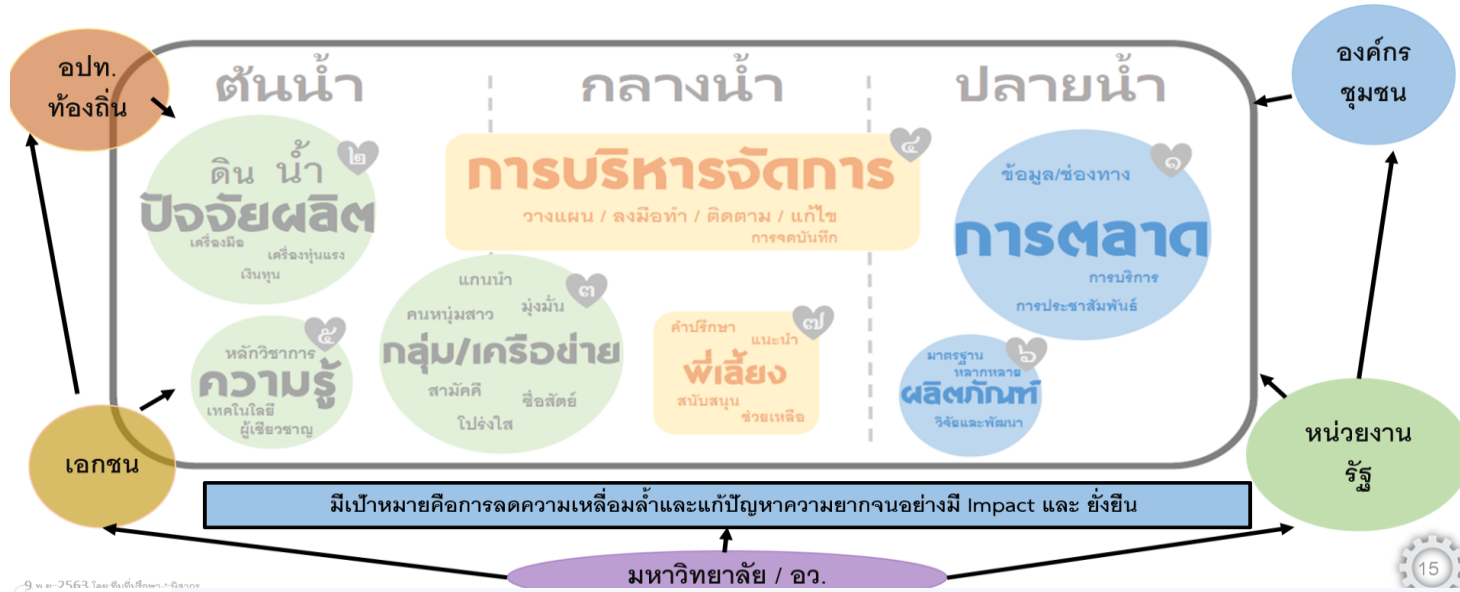 อปท.
ท้องถิ่น
ต้นน้ำ
กลางน้ำ
ปลายน้ำ
องค์กร
ชุมชน
ดิน น้ำ
๒
ปัจจัยผลิต
เครื่องมือ
เครื่องทุ่นแรง
เงินทุน
๔
การบริหารจัดการ
วางแผน / ลงมือทำ / ติดตาม / แก้ไข
การจดบันทึก
๑
ข้อมูล/ช่องทาง
การตลาด
การบริการ
การประชาสัมพันธ์
๕
หลักวิชาการ
ความรู้
เทคโนโลยี
ผู้เชียวชาญ
แกนนำ
๓
คนหนุ่มสาว
มุ่งมั่น
กลุ่ม/เครือข่าย
สามัคคี
ซื่อสัตย์
โปร่งใส
๗
คำปรึกษา
แนะนำ
พี่เลี้ยง
สนับสนุน
ช่วยเหลือ
๖
มาตรฐาน
หลากหลาย
ผลิตภัณฑ์
วิจัยและพัฒนา
เอกชน
หน่วยงาน
รัฐ
มีเป้าหมายคือการลดความเหลื่อมล้ำและแก้ปัญหาความยากจนอย่างมี Impact และ ยั่งยืน
มหาวิทยาลัย / อว.
9 พ.ย. 2563 โดย
15